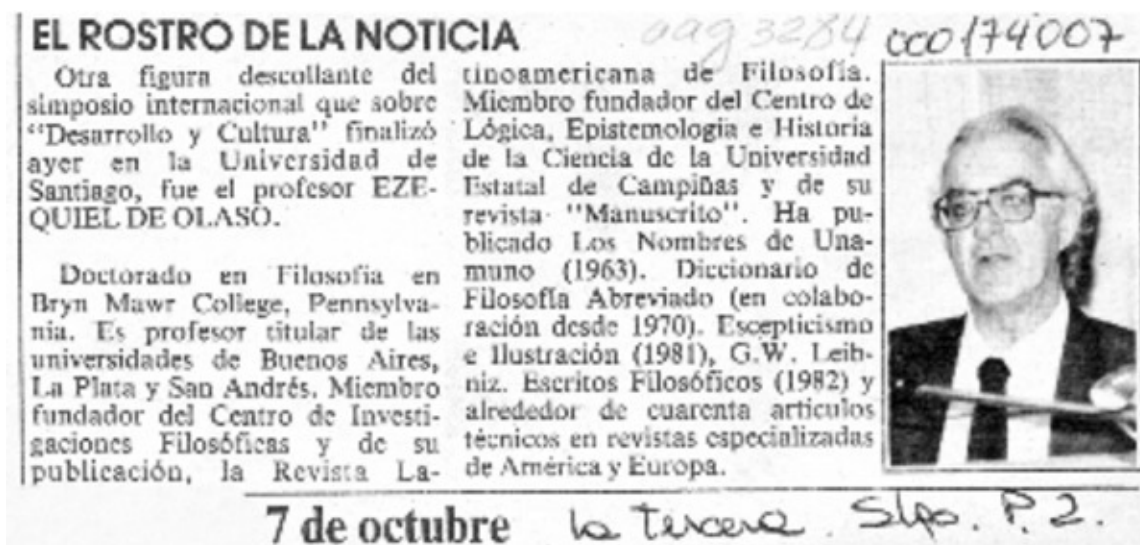 EL ROSTRO DE LA NOTICIA
aag 3284
000174007
Otra figura descollante del
simposio internacional que sobre
"Desarrollo y Cultura" finalizó
ayer en la Universidad de
Santiago, fue el profesor EZE-
QUIEL DE OLASO.
Doctorado en Filosofía en
Bryn Mawr College, Pennsylva-
nia. Es profesor titular de las
universidades de Buenos Aires,
La Plata y San Andrés. Miembro
fundador del Centro de Investi-
gaciones Filosóficas y de su
publicación, la Revista La-
tinoamericana de Filosofía.
Miembro fundador del Centro de
Lógica, Epistemología e Historia
de la Ciencia de la Universidad
Estatal de Campiñas y de su
revista "Manuscrito". Ha pu-
blicado Los Nombres de Una-
muno (1963). Diccionario de
Filosofía Abreviado (en colabo-
ración desde 1970). Escepticismo
e Ilustración (1981), G.W. Leib-
niz. Escritos Filosóficos (1982) y
alrededor de cuarenta artículos
técnicos en revistas especializadas
de América y Europa.
7 de octubre
La Tercera. Stgo. P. 2.